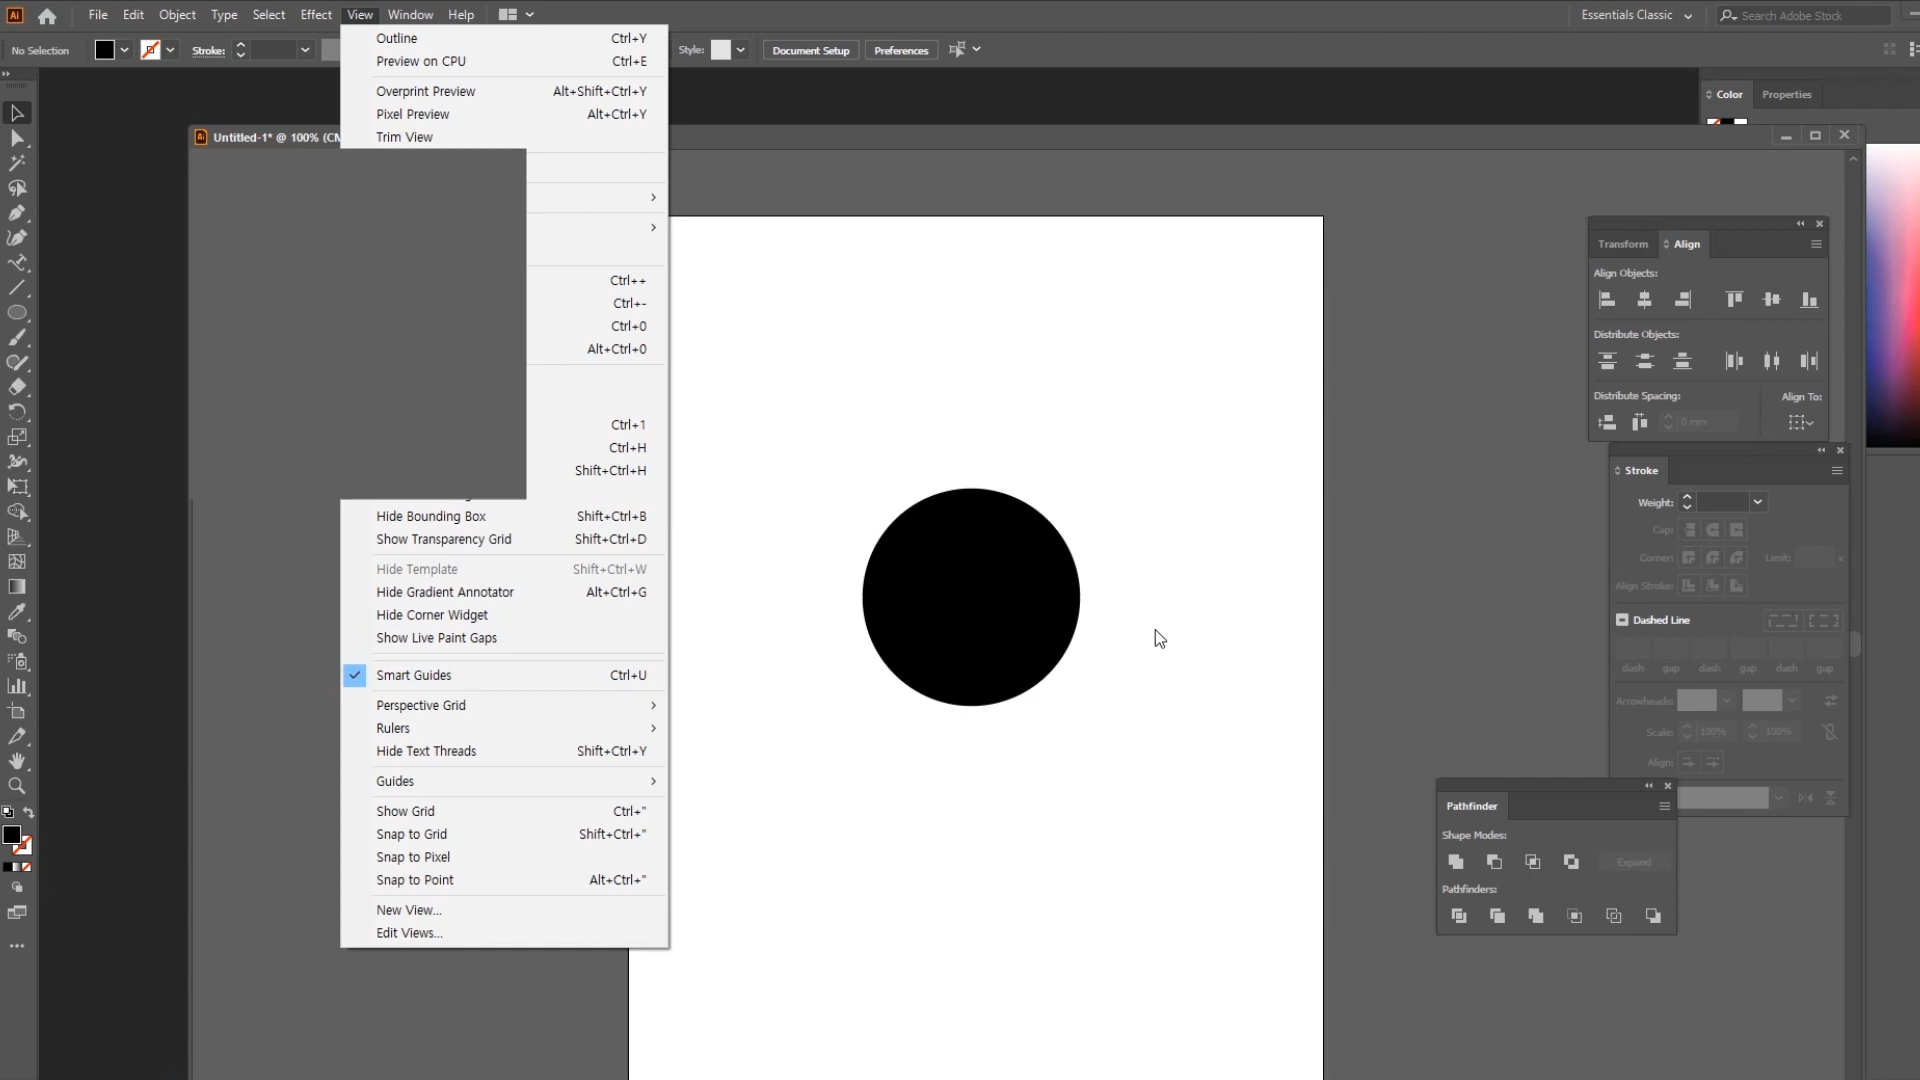 Ai
File Edit Object Type Select Effect View Window Help
Essentials Classic
Search Adobe Stock
No Selection
Stroke:
Style:
Document Setup
Preferences
Color Properties
Ai Untitled-1* @ 100% (CM
Outline Ctrl+Y
Preview on CPU Ctrl+E
Overprint Preview Alt+Shift+Ctrl+Y
Pixel Preview Alt+Ctrl+Y
Trim View
Ctrl++
Ctrl+-
Ctrl+0
Alt+Ctrl+0
Ctrl+1
Ctrl+H
Shift+Ctrl+H
Hide Bounding Box Shift+Ctrl+B
Show Transparency Grid Shift+Ctrl+D
Hide Template Shift+Ctrl+W
Hide Gradient Annotator Alt+Ctrl+G
Hide Corner Widget
Show Live Paint Gaps
Smart Guides Ctrl+U
Perspective Grid
Rulers
Hide Text Threads Shift+Ctrl+Y
Guides
Show Grid Ctrl+"
Snap to Grid Shift+Ctrl+"
Snap to Pixel
Snap to Point Alt+Ctrl+"
New View...
Edit Views...
Transform Align
Align Objects:
Distribute Objects:
Distribute Spacing: Align To:
0 mm
Stroke
Weight:
Cap:
Corner: Limit: x
Align Stroke:
Dashed Line
dash gap dash gap dash gap
Arrowheads:
Scale: 100% 100%
Align:
Pathfinder
Shape Modes:
Expand
Pathfinders: